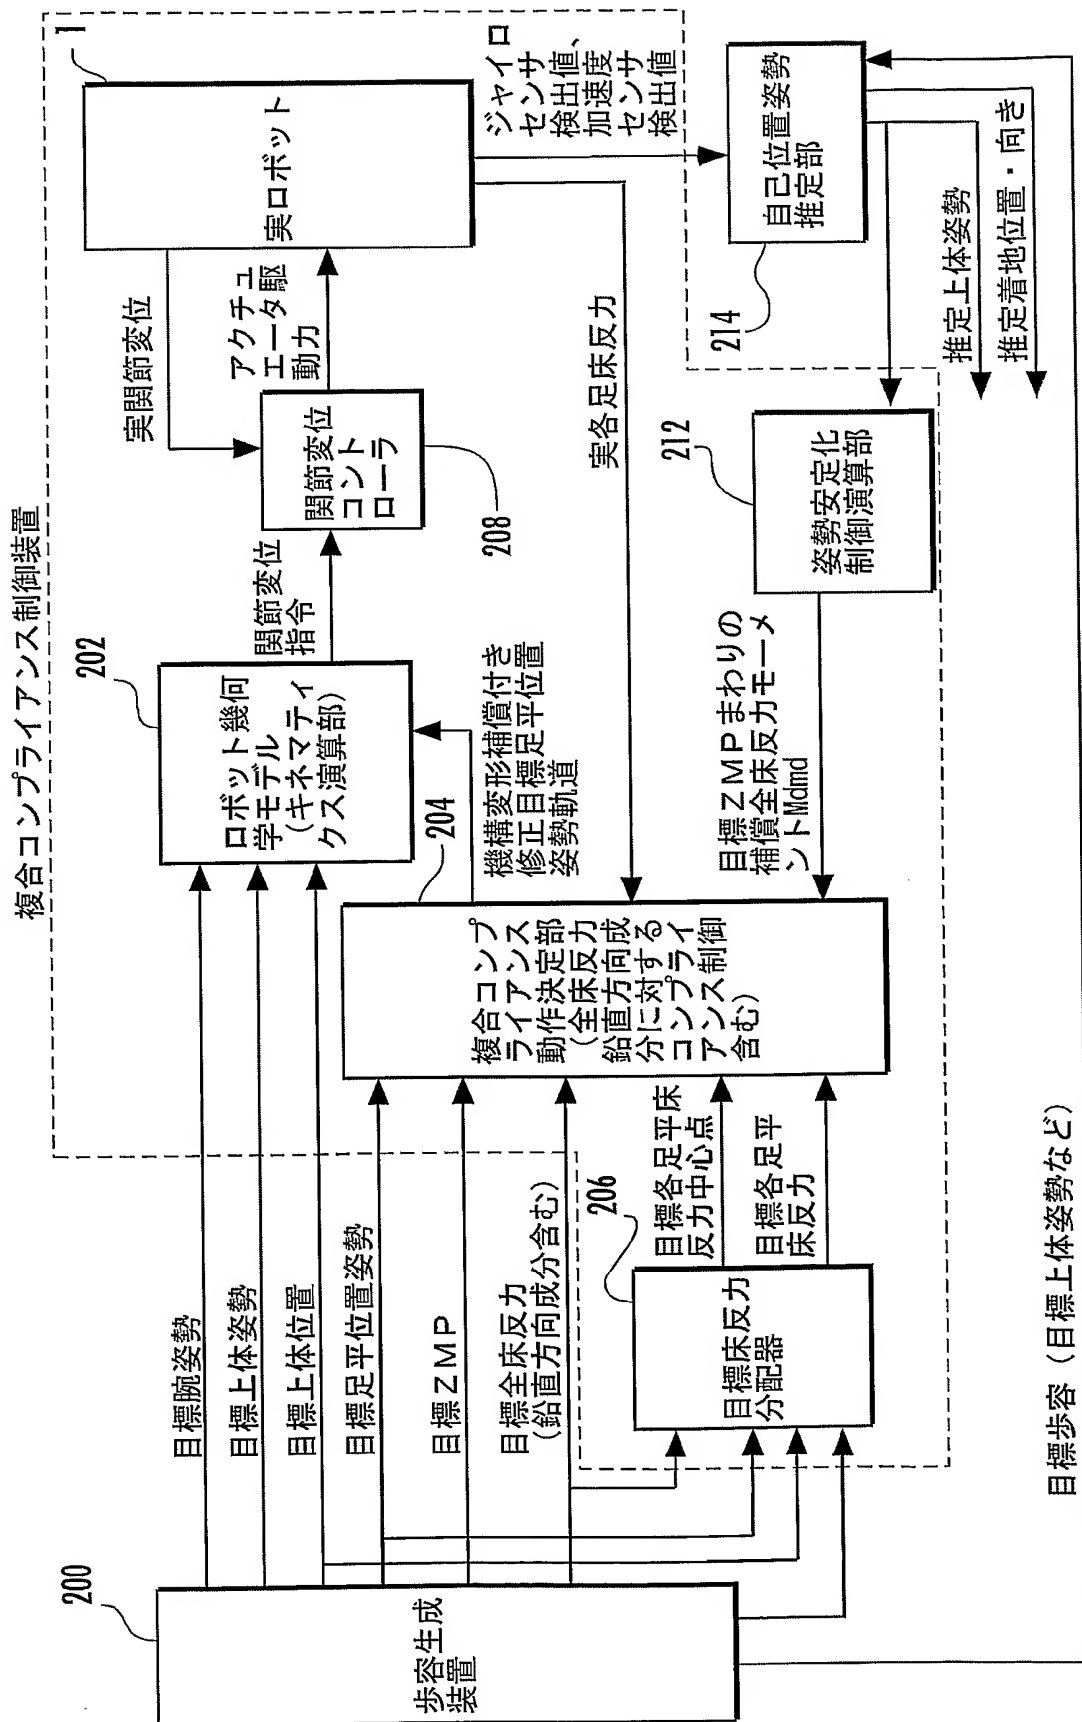 複合コンプライアンス制御装置
1
実ロボット
ジャイロ
センサ
検出値、
加速度
センサ
検出値
実関節変位
アクチュ
エータ駆
動力
関節変位
コント
ローラ
208
関節変位
指令
202
ロボット幾何
学モデル
(キネマティ
クス演算部)
機構変形補償付き
修正目標足平位置
姿勢軌道
204
複合コンプ
ライアンス
動作決定部
(全床反力
鉛直方向成
分に対する
コンプライ
アンス制御
含む)
実各足床反力
自己位置姿勢
推定部
214
推定上体姿勢
推定着地位置・向き
212
姿勢安定化
制御演算部
目標ZMPまわりの
補償全床反力モーメ
ントMdmd
目標各足平床
反力中心点
目標各足平
床反力
206
目標床反力
分配器
目標腕姿勢
目標上体姿勢
目標上体位置
目標足平位置姿勢
目標ZMP
目標全床反力
(鉛直方向成分含む)
200
歩容生成
装置
目標歩容(目標上体姿勢など)